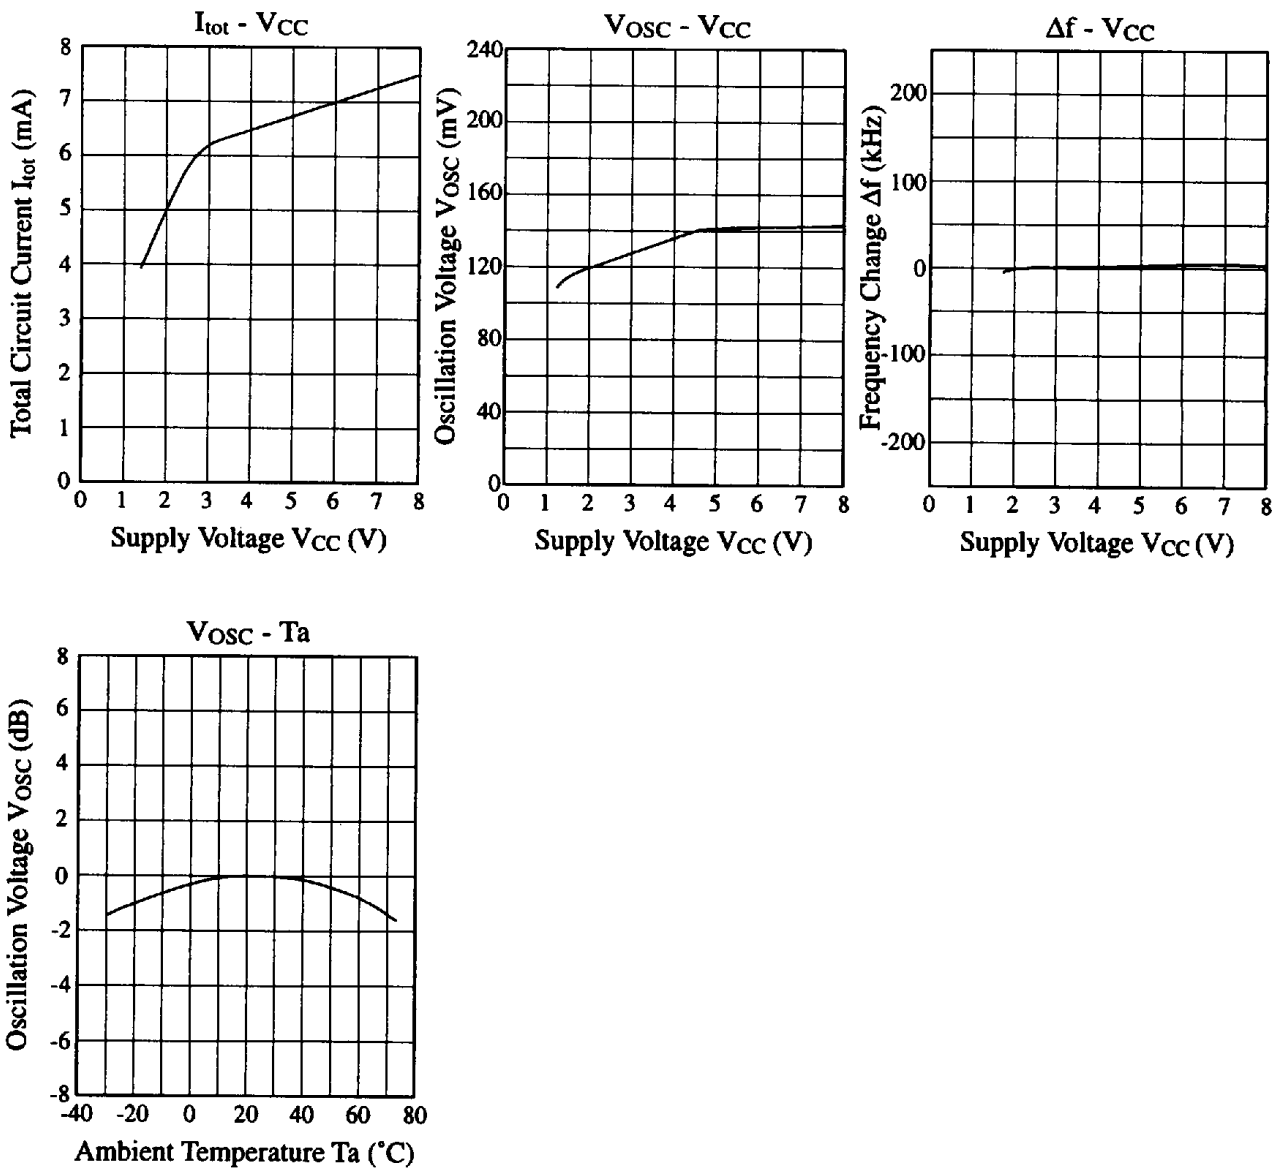 Itot - VCC
8
7
6
5
4
3
2
1
0
0 1 2 3 4 5 6 7 8
Total Circuit Current Itot (mA)
Supply Voltage VCC (V)
VOSC - VCC
240
200
160
120
80
40
0
0 1 2 3 4 5 6 7 8
Oscillation Voltage VOSC (mV)
Supply Voltage VCC (V)
Δf - VCC
200
100
0
-100
-200
0 1 2 3 4 5 6 7 8
Frequency Change Δf (kHz)
Supply Voltage VCC (V)
VOSC - Ta
8
6
4
2
0
-2
-4
-6
-8
-40 -20 0 20 40 60 80
Oscillation Voltage VOSC (dB)
Ambient Temperature Ta (°C)